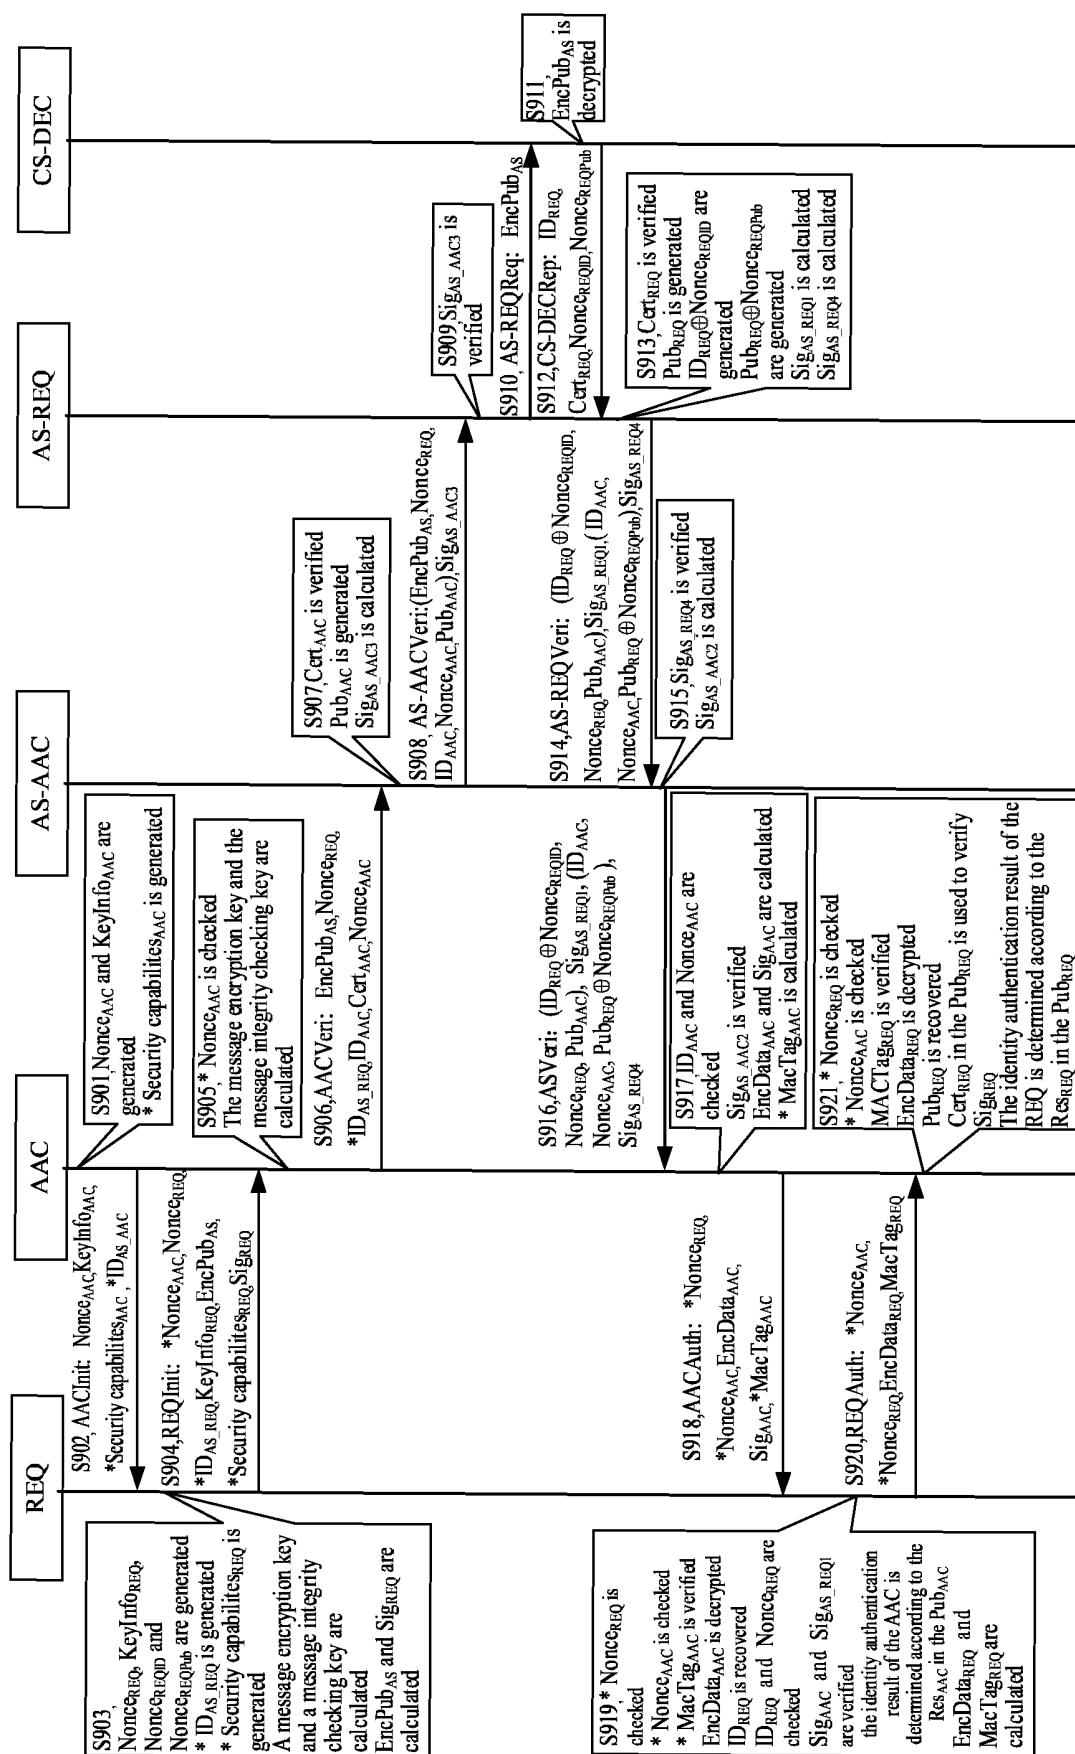 REQ
AAC
AS-AAC
AS-REQ
CS-DEC
S901,NonceAAC and KeyInfoAAC are
generated
* Security capabilitesAAC is generated
S902, AACInit: NonceAAC,KeyInfoAAC,
*Security capabilitesAAC ,*IDAS_AAC
S903,
NonceREQ, KeyInfoREQ,
NonceREQID and
NonceREQPub are generated
* IDAS_REQ is generated
* Security capabilitesREQ is
generated
A message encryption key
and a message integrity
checking key are
calculated
EncPubAS and SigREQ are
calculated
S904,REQInit: *NonceAAC,NonceREQ,
*IDAS_REQ,KeyInfoREQ,EncPubAS,
*Security capabilitesREQ,SigREQ
S905,* NonceAAC is checked
The message encryption key and the
message integrity checking key are
calculated
S906,AACVeri: EncPubAS,NonceREQ,
*IDAS_REQ,IDAAC,CertAAC,NonceAAC
S907,CertAAC is verified
PubAAC is generated
SigAS_AAC3 is calculated
S908, AS-AACVeri:(EncPubAS,NonceREQ,
IDAAC,NonceAAC,PubAAC),SigAS_AAC3
S909,SigAS_AAC3 is
verified
S910, AS-REQReq: EncPubAS
S911,
EncPubAS is
decrypted
S912,CS-DECRep: IDREQ,
CertREQ,NonceREQID,NonceREQPub
S913,CertREQ is verified
PubREQ is generated
IDREQ⊕NonceREQID are
generated
PubREQ⊕NonceREQPub
are generated
SigAS_REQ1 is calculated
SigAS_REQ4 is calculated
S914,AS-REQVeri: (IDREQ⊕NonceREQID,
NonceREQ,PubAAC),SigAS_REQ1,(IDAAC,
NonceAAC,PubREQ⊕NonceREQPub),SigAS_REQ4
S915,SigAS_REQ4 is verified
SigAS_AAC2 is calculated
S916,ASVeri: (IDREQ⊕NonceREQID,
NonceREQ, PubAAC), SigAS_REQ1, (IDAAC,
NonceAAC, PubREQ⊕NonceREQPub ),
SigAS_REQ4
S917,IDAAC and NonceAAC are
checked
SigAS_AAC2 is verified
EncDataAAC and SigAAC are calculated
* MacTagAAC is calculated
S918,AACAuth: *NonceREQ,
*NonceAAC,EncDataAAC,
SigAAC,*MacTagAAC
S919,* NonceREQ is
checked
* NonceAAC is checked
* MacTagAAC is verified
EncDataAAC is decrypted
IDREQ is recovered
IDREQ and NonceREQ are
checked
SigAAC and SigAS_REQ1
are verified
the identity authentication
result of the AAC is
determined according to the
ResAAC in the PubAAC
EncDataREQ and
MacTagREQ are
calculated
S920,REQAuth: *NonceAAC,
*NonceREQ,EncDataREQ,MacTagREQ
S921,* NonceREQ is checked
* NonceAAC is checked
MACTagREQ is verified
EncDataREQ is decrypted
PubREQ is recovered
CertREQ in the PubREQ is used to verify
SigREQ
The identity authentication result of the
REQ is determined according to the
ResREQ in the PubREQ